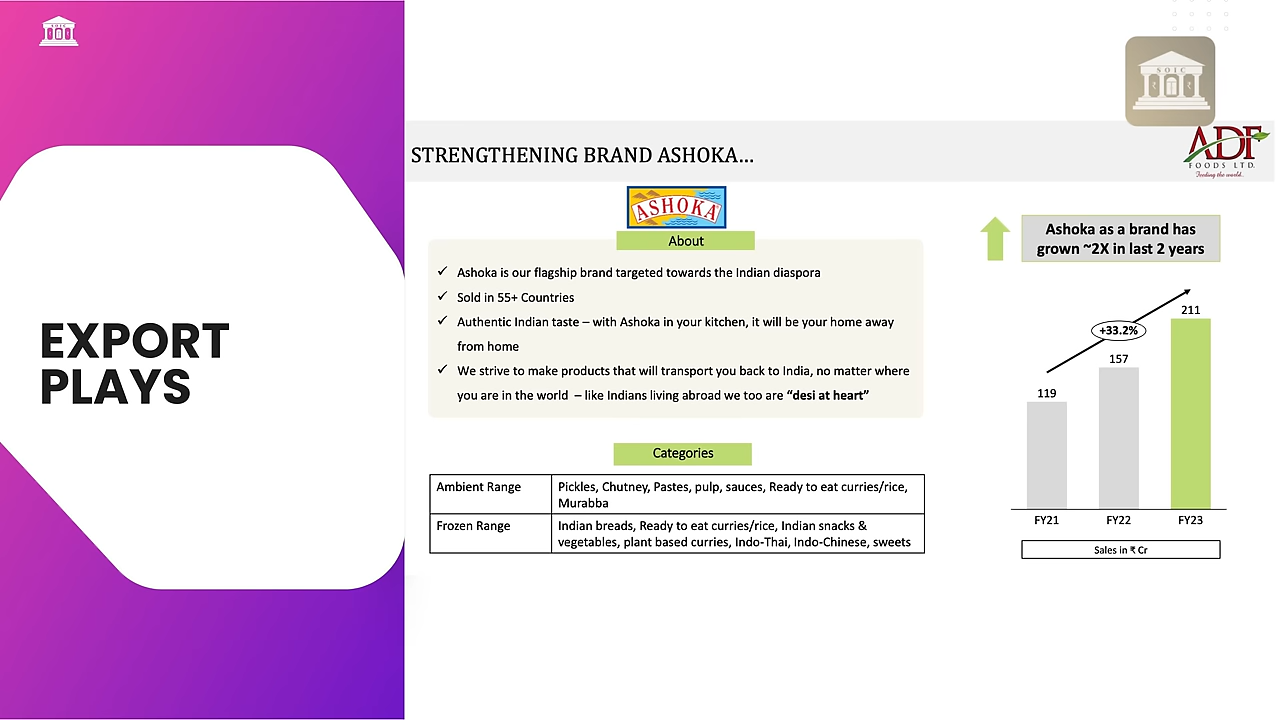 SOIC
SOIC
EXPORT
PLAYS
STRENGTHENING BRAND ASHOKA...
ADF
FOODS LTD.
Feeding the world..
ASHOKA
About
✓ Ashoka is our flagship brand targeted towards the Indian diaspora
✓ Sold in 55+ Countries
✓ Authentic Indian taste – with Ashoka in your kitchen, it will be your home away
from home
✓ We strive to make products that will transport you back to India, no matter where
you are in the world – like Indians living abroad we too are “desi at heart”
Categories
Ambient Range
Pickles, Chutney, Pastes, pulp, sauces, Ready to eat curries/rice,
Murabba
Frozen Range
Indian breads, Ready to eat curries/rice, Indian snacks &
vegetables, plant based curries, Indo-Thai, Indo-Chinese, sweets
Ashoka as a brand has
grown ~2X in last 2 years
+33.2%
119
157
211
FY21
FY22
FY23
Sales in ₹ Cr